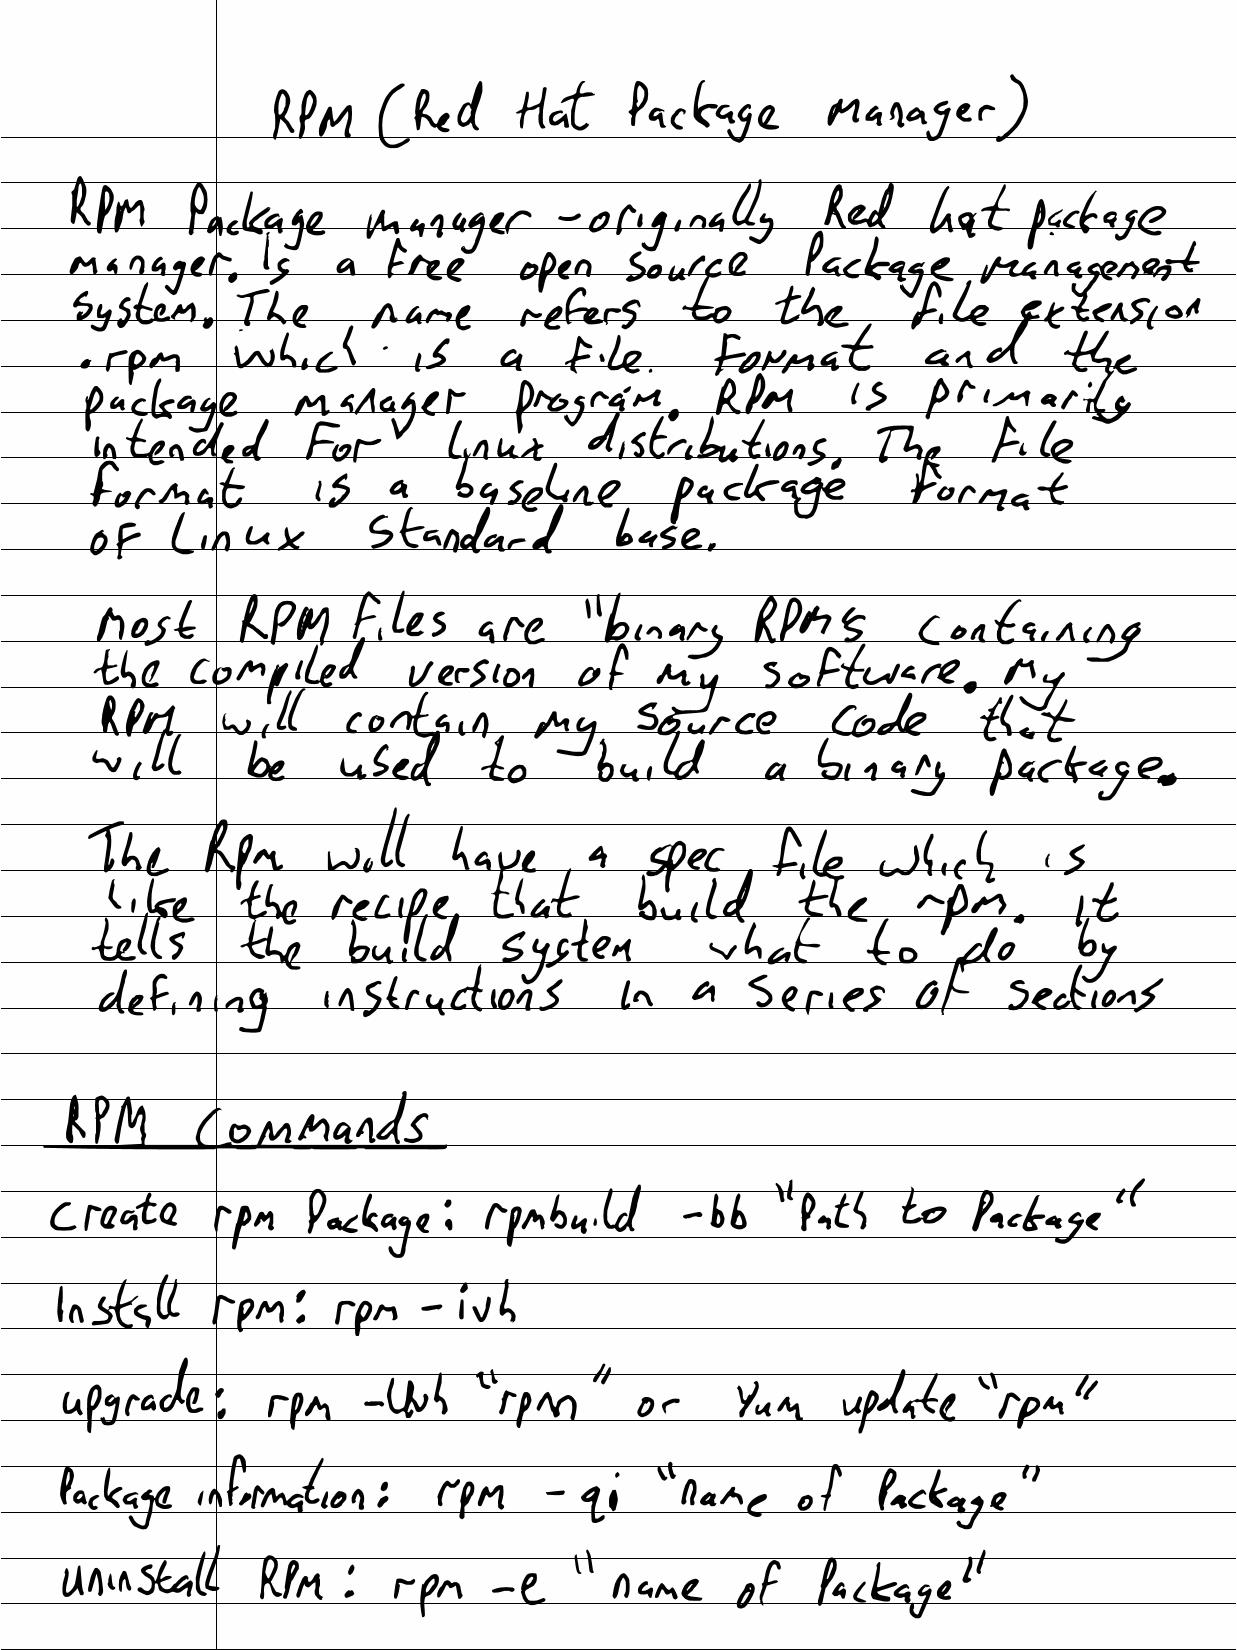 RPM (Red Hat Package Manager)
RPM Package manager - originally Red hat package
manager. Is a free open source Package management
system. The name refers to the file extension
.rpm which is a file format and the
package manager program. RPM is primarily
intended for linux distributions. The file
format is a baseline package format
of Linux Standard base.
Most RPM files are "binary RPMs containing
the compiled version of my software. My
RPM will contain my source code that
will be used to build a binary package.
The Rpm will have a spec file which is
like the recipe that build the rpm. it
tells the build system what to do by
defining instructions in a series of sections
RPM Commands
create rpm Package: rpmbuild -bb "Path to Package"
Install rpm: rpm -ivh
upgrade: rpm -Uvh "rpm" or Yum update "rpm"
Package information: rpm -qi "name of Package"
uninstall RPM: rpm -e "name of Package"